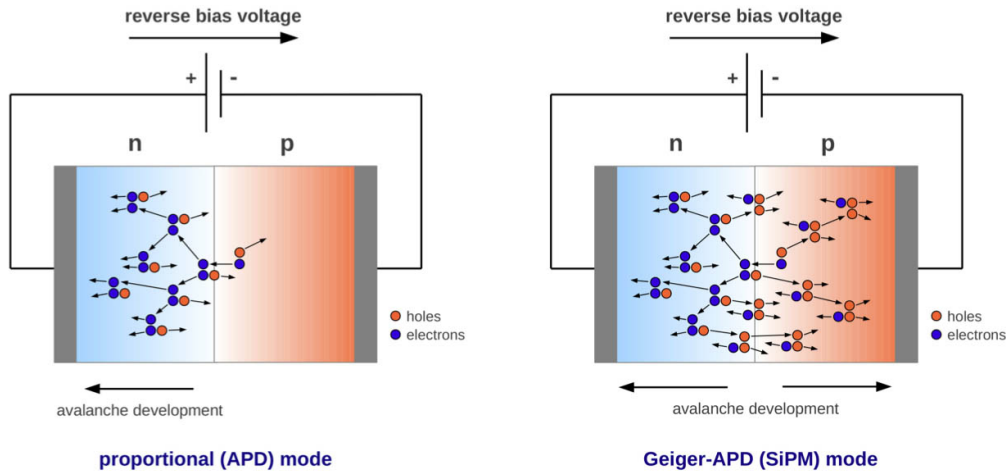 reverse bias voltage
+ -
n p
holes
electrons
avalanche development
proportional (APD) mode
reverse bias voltage
+ -
n p
holes
electrons
avalanche development
Geiger-APD (SiPM) mode